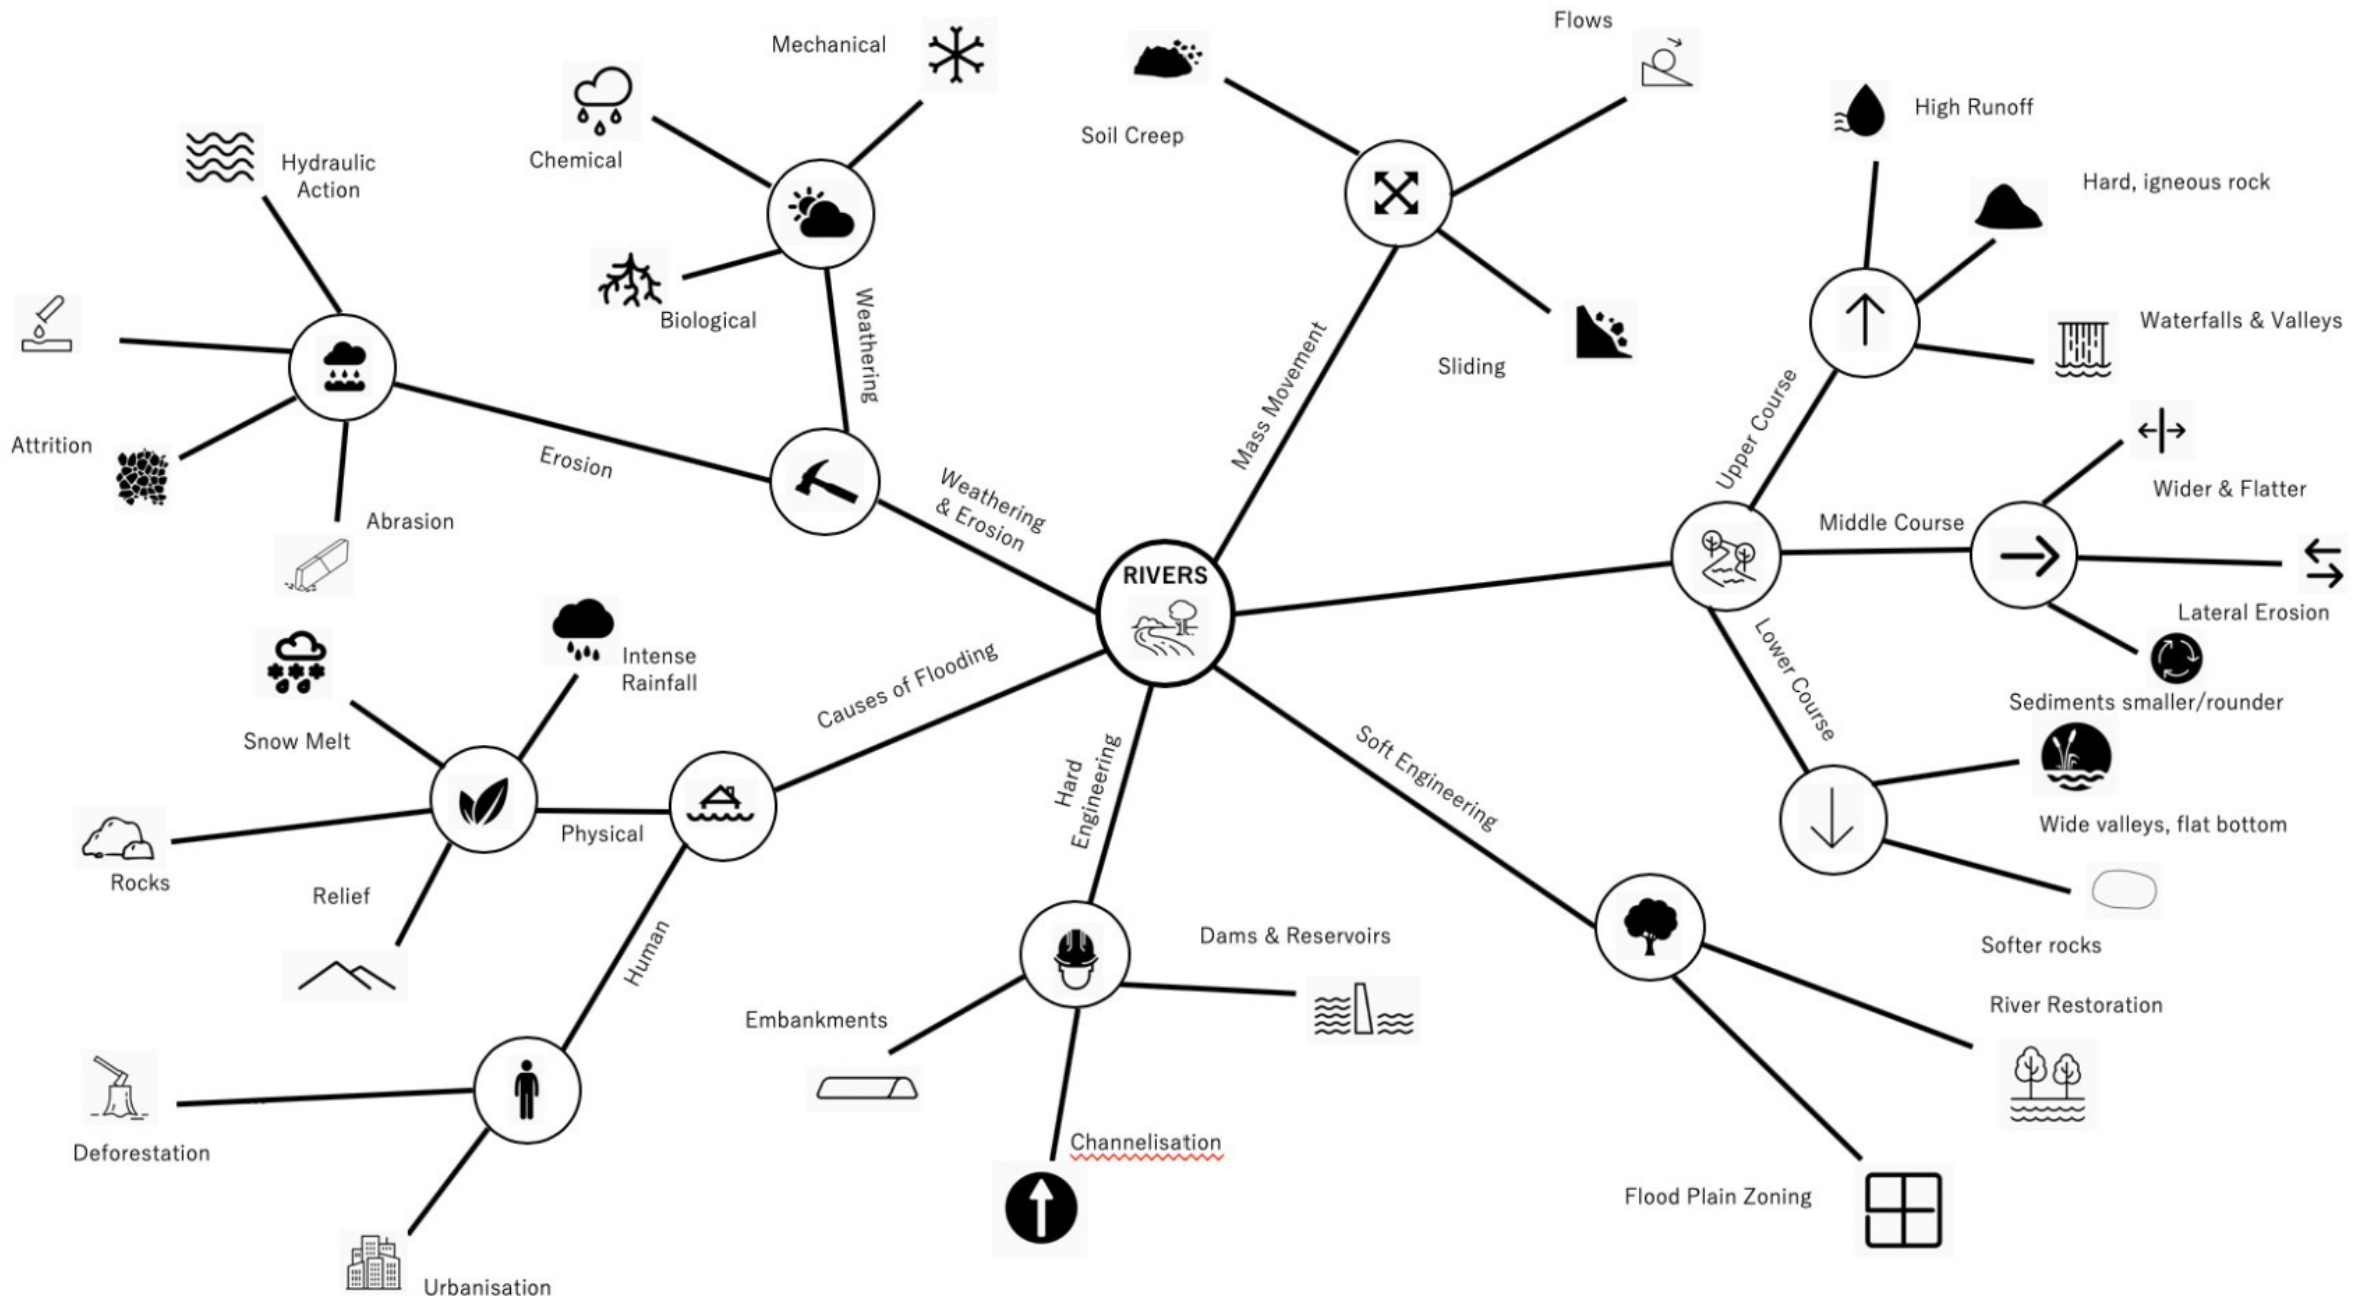 Mechanical
Chemical
Hydraulic
Action
Biological
Weathering
Attrition
Abrasion
Erosion
Weathering
& Erosion
Soil Creep
Flows
Sliding
Mass Movement
High Runoff
Hard, igneous rock
Waterfalls & Valleys
Upper Course
Middle Course
Wider & Flatter
Lateral Erosion
Sediments smaller/rounder
Lower Course
Wide valleys, flat bottom
Softer rocks
RIVERS
Intense
Rainfall
Snow Melt
Rocks
Relief
Physical
Causes of Flooding
Human
Deforestation
Urbanisation
Hard
Engineering
Dams & Reservoirs
Embankments
Channelisation
Soft Engineering
River Restoration
Flood Plain Zoning